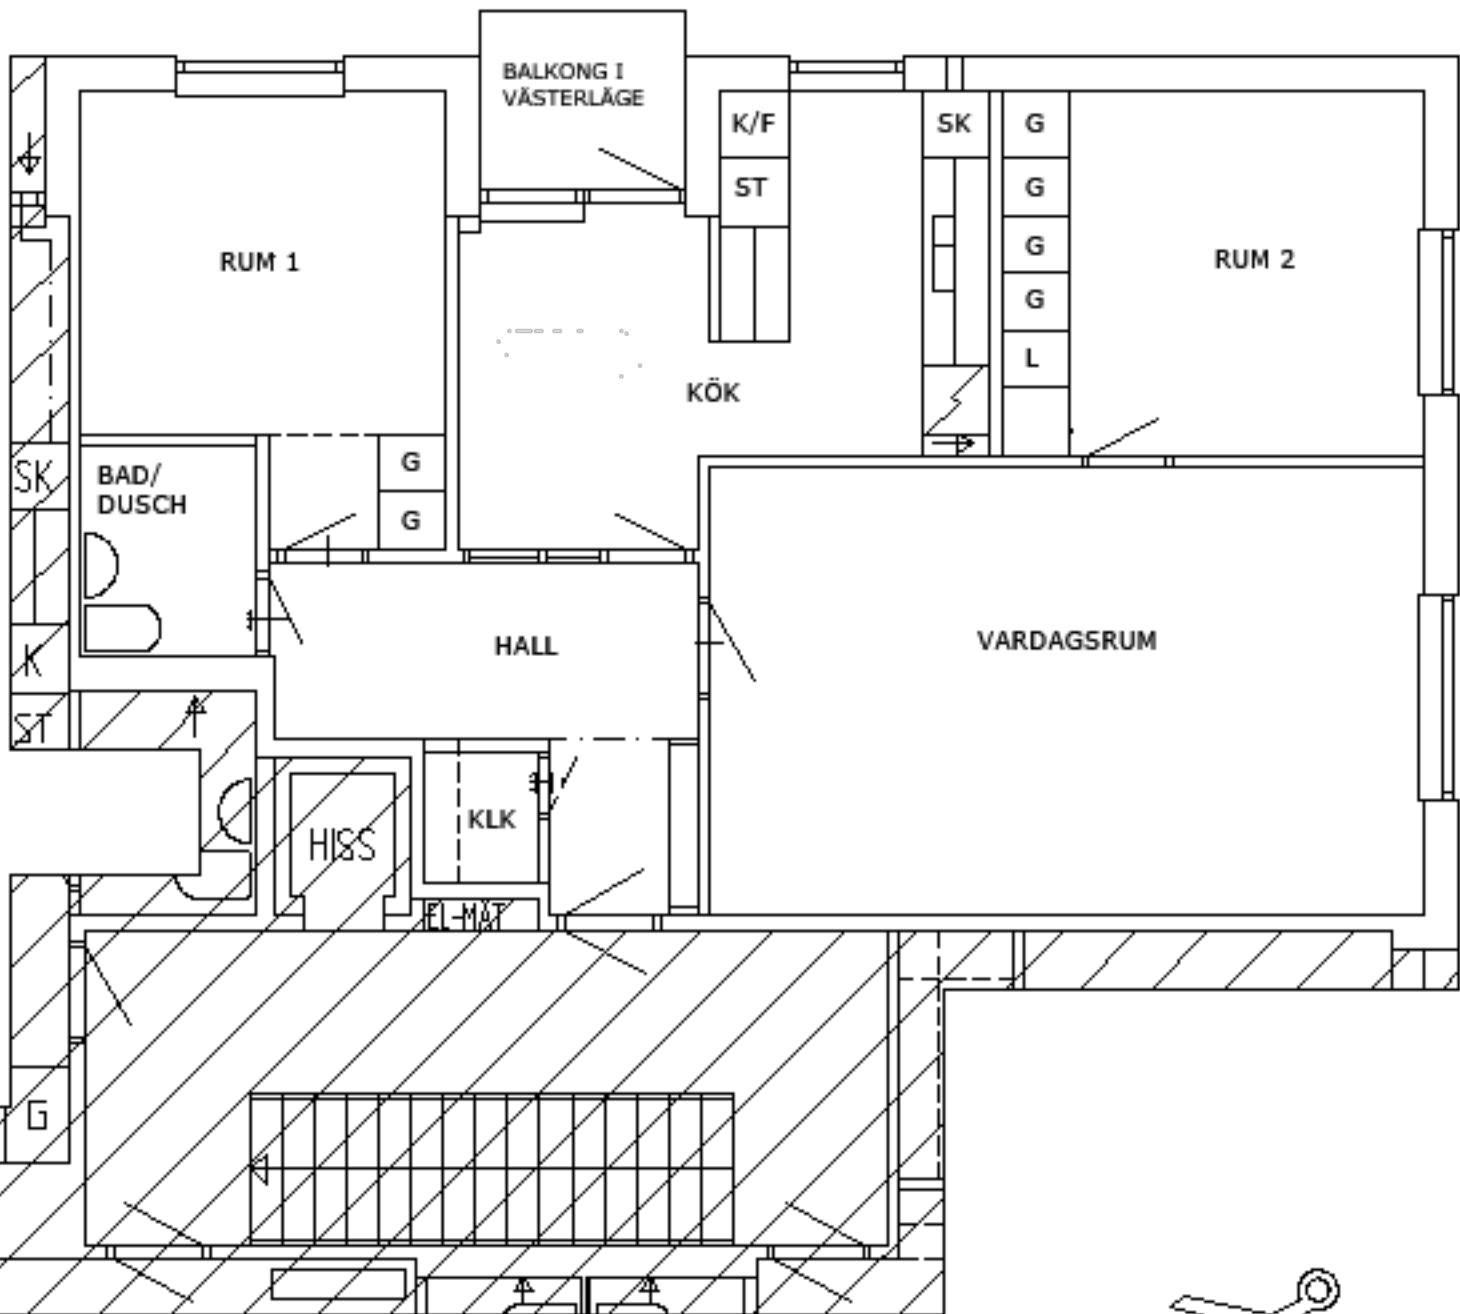 BALKONG I
VÄSTERLÄGE
K/F
SK
G
ST
G
G
RUM 1
RUM 2
G
L
KÖK
G
SK
BAD/
DUSCH
G
HALL
VARDAGSRUM
K
ST
KLK
HISS
EL-MÄT
G